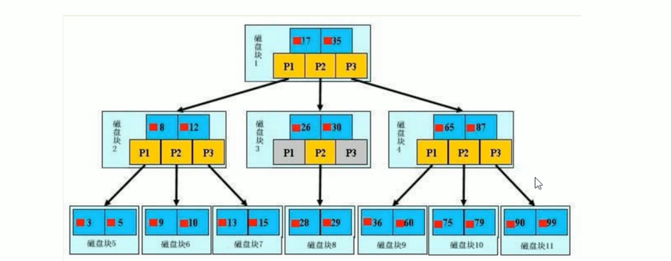 磁盘块1
17 35
P1 P2 P3
磁盘块2
8 12
P1 P2 P3
磁盘块3
26 30
P1 P2 P3
磁盘块4
65 87
P1 P2 P3
3 5
磁盘块5
9 10
磁盘块6
13 15
磁盘块7
28 29
磁盘块8
36 60
磁盘块9
75 79
磁盘块10
90 99
磁盘块11